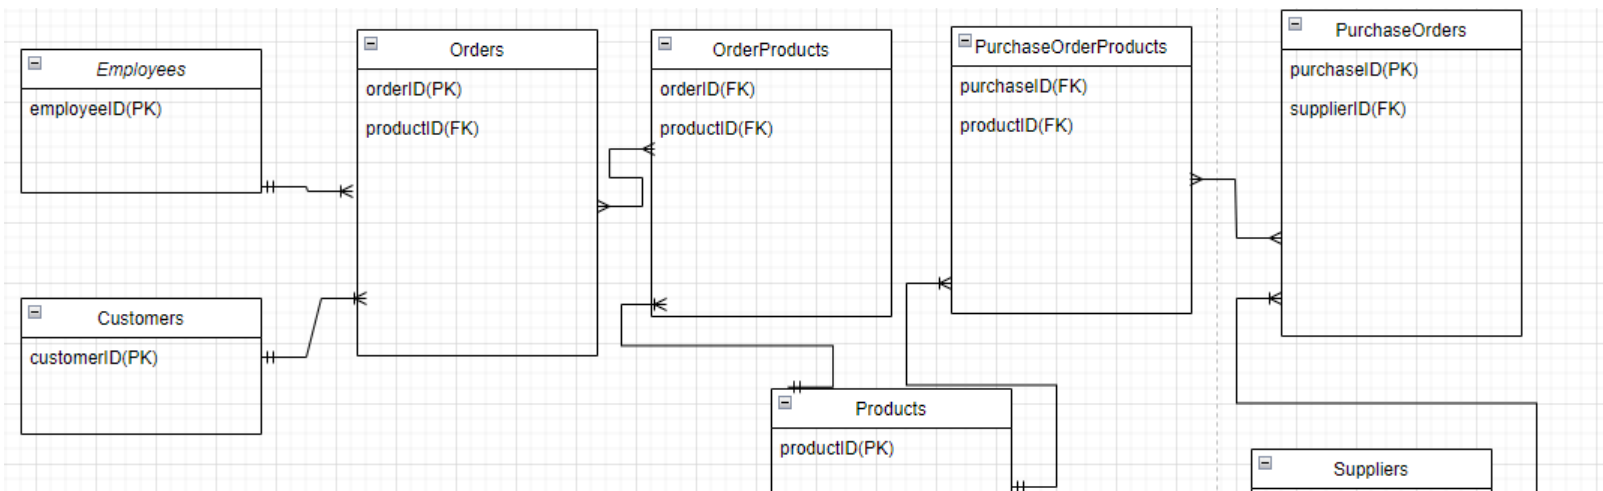 Employees
employeeID(PK)
Customers
customerID(PK)
Orders
orderID(PK)
productID(FK)
OrderProducts
orderID(FK)
productID(FK)
Products
productID(PK)
PurchaseOrderProducts
purchaseID(FK)
productID(FK)
PurchaseOrders
purchaseID(PK)
supplierID(FK)
Suppliers